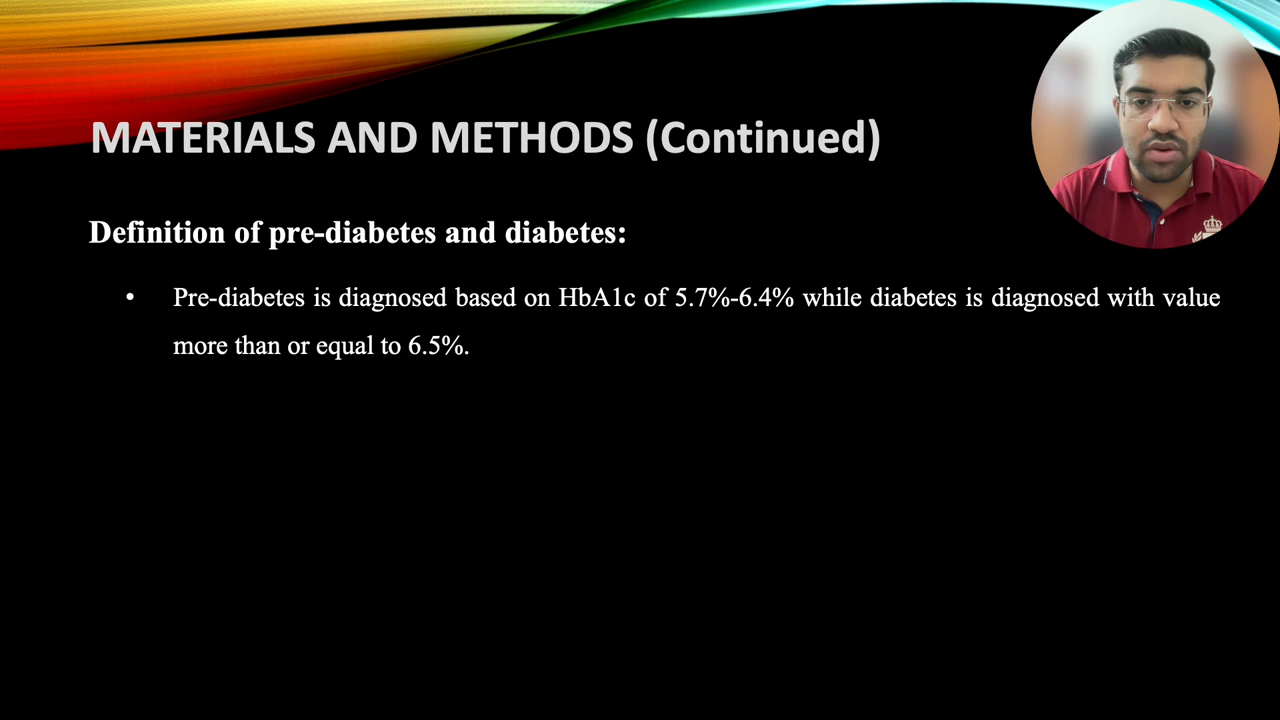 MATERIALS AND METHODS (Continued)
Definition of pre-diabetes and diabetes:
• Pre-diabetes is diagnosed based on HbA1c of 5.7%-6.4% while diabetes is diagnosed with value
more than or equal to 6.5%.